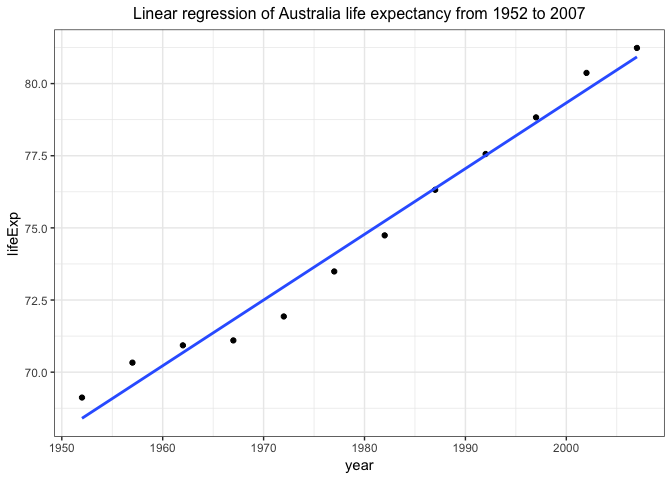 Linear regression of Australia life expectancy from 1952 to 2007
80.0
77.5
75.0
72.5
70.0
lifeExp
1950 1960 1970 1980 1990 2000
year